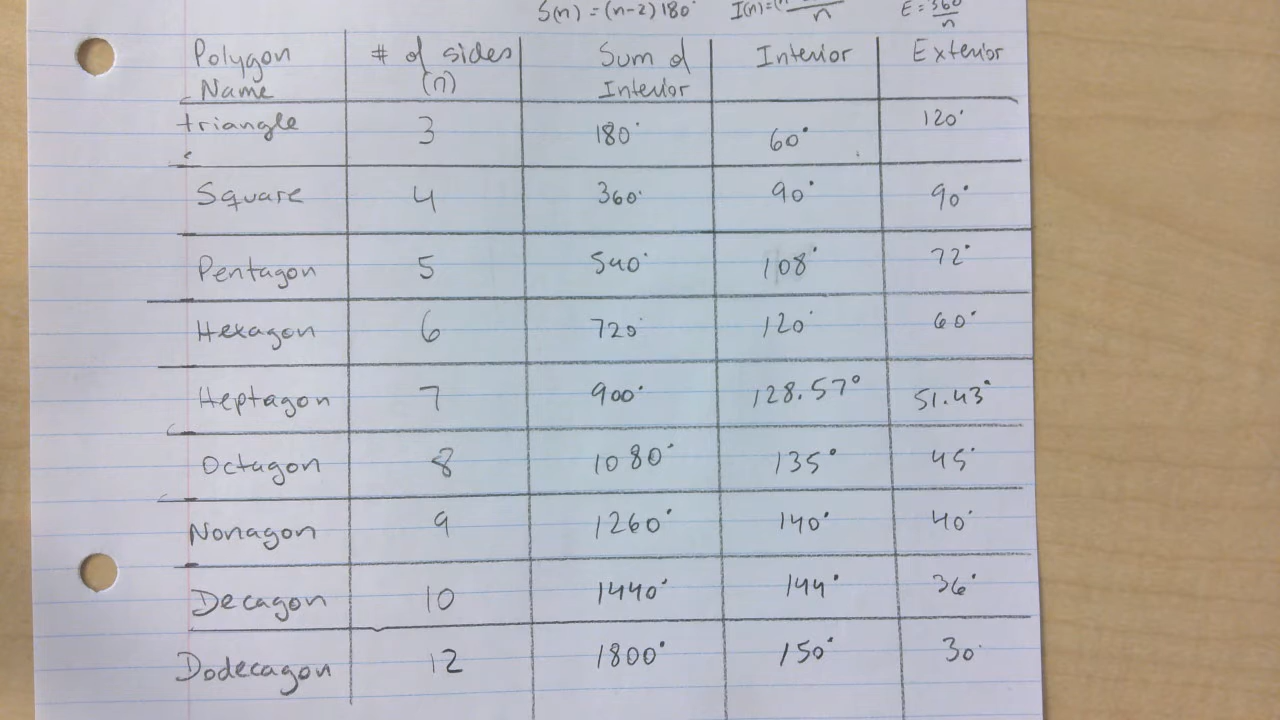 S(n) = (n-2) 180° I(n) = E = 360/n
Polygon Name # of sides (n) Sum of Interior Interior Exterior
triangle 3 180° 60° 120°
Square 4 360° 90° 90°
Pentagon 5 540° 108° 72°
Hexagon 6 720° 120° 60°
Heptagon 7 900° 128.57° 51.43°
Octagon 8 1080° 135° 45°
Nonagon 9 1260° 140° 40°
Decagon 10 1440° 144° 36°
Dodecagon 12 1800° 150° 30°